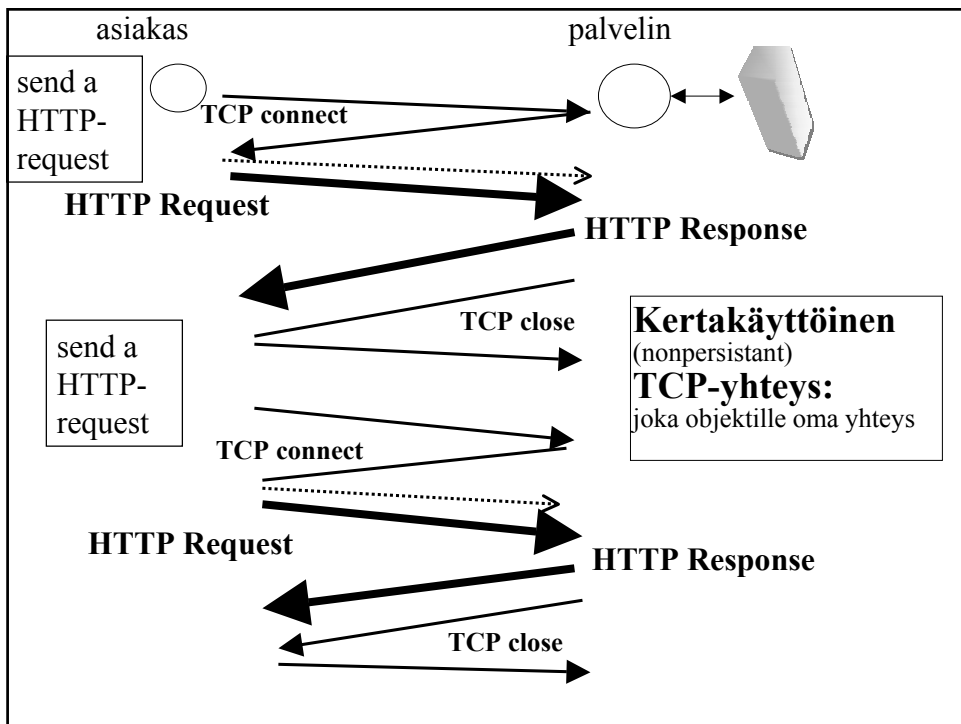 asiakas
palvelin
send a
HTTP-
request
TCP connect
HTTP Request
HTTP Response
TCP close
Kertakäyttöinen
(nonpersistant)
TCP-yhteys:
joka objektille oma yhteys
send a
HTTP-
request
TCP connect
HTTP Request
HTTP Response
TCP close